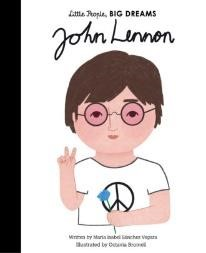 Little People, BIG DREAMS
John Lennon
Written by Maria Isabel Sánchez Vegara
Illustrated by Octavia Bromell